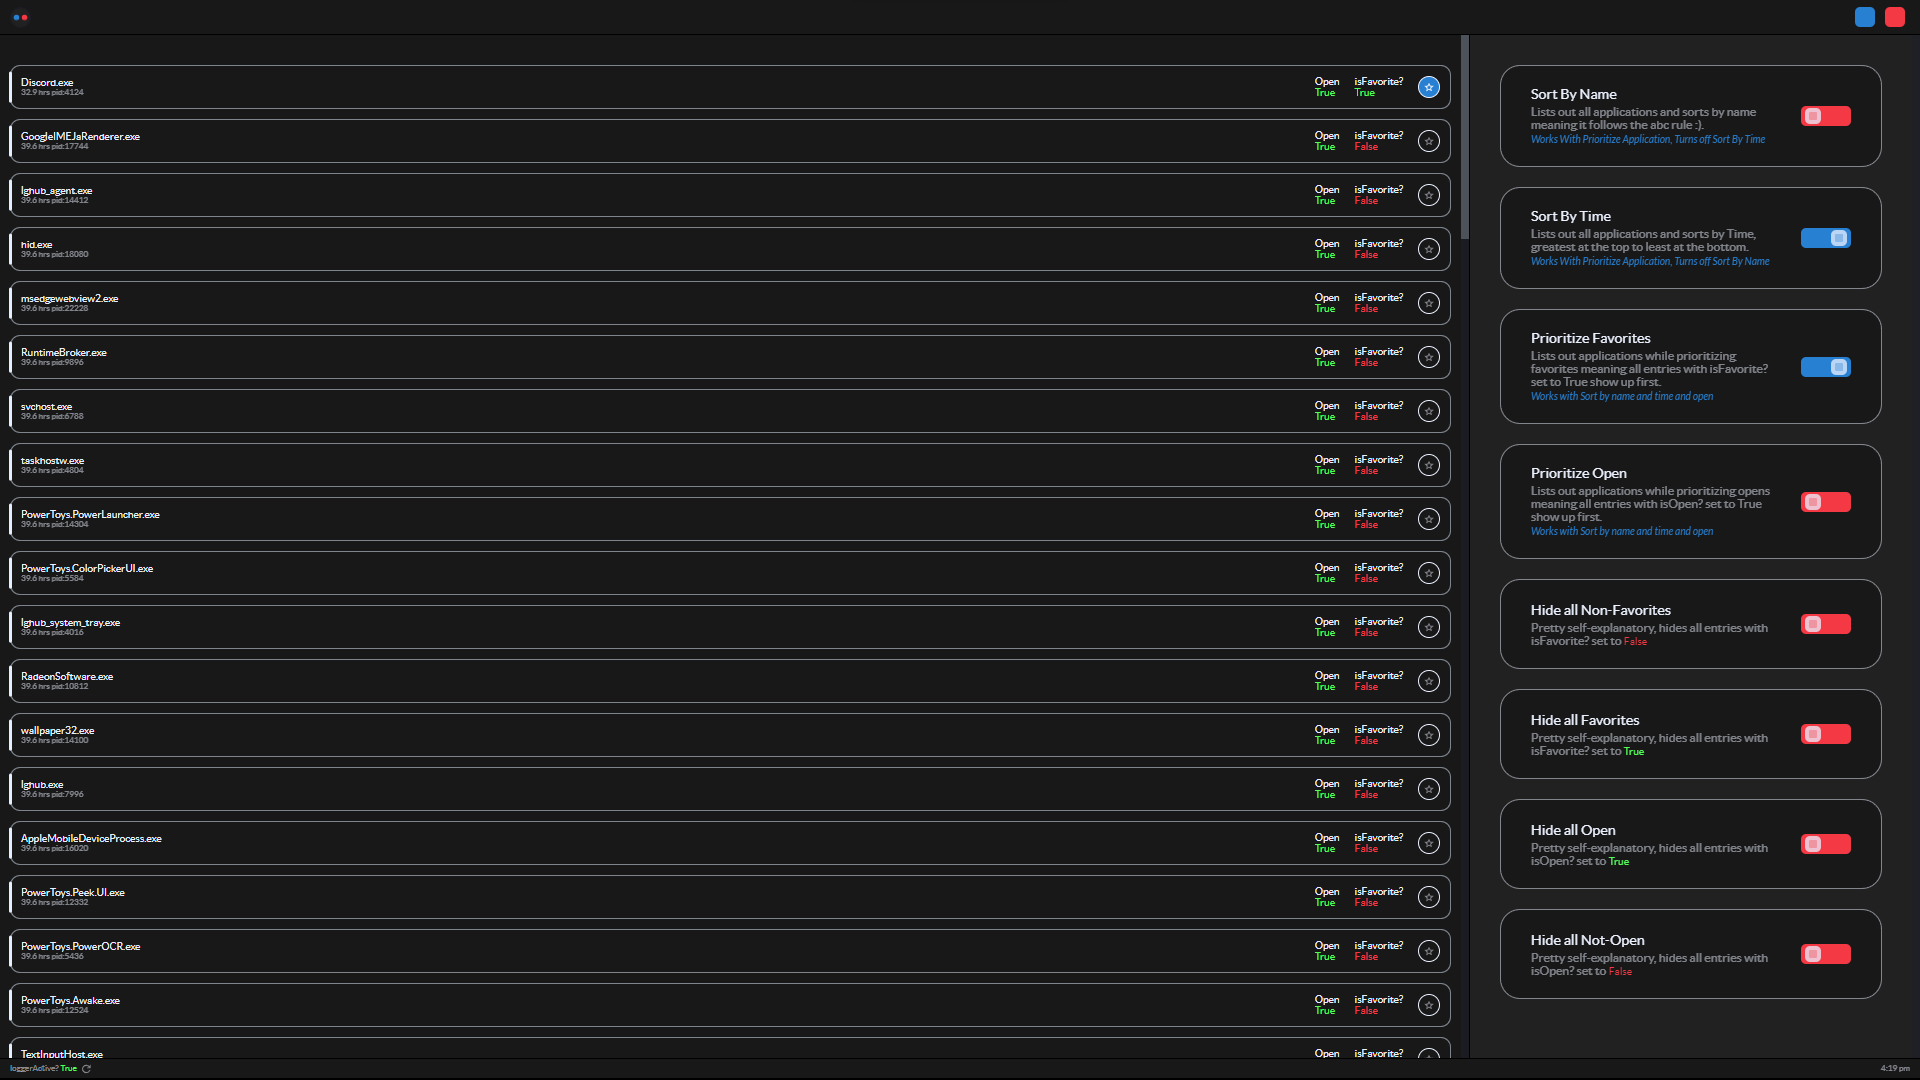 Discord.exe
32.9 hrs pid:4124
Open
True
isFavorite?
True
GoogleIMEJaRenderer.exe
39.6 hrs pid:17744
Open
True
isFavorite?
False
lghub_agent.exe
39.6 hrs pid:14412
Open
True
isFavorite?
False
hid.exe
39.6 hrs pid:18080
Open
True
isFavorite?
False
msedgewebview2.exe
39.6 hrs pid:22228
Open
True
isFavorite?
False
RuntimeBroker.exe
39.6 hrs pid:9896
Open
True
isFavorite?
False
svchost.exe
39.6 hrs pid:6788
Open
True
isFavorite?
False
taskhostw.exe
39.6 hrs pid:4804
Open
True
isFavorite?
False
PowerToys.PowerLauncher.exe
39.6 hrs pid:14304
Open
True
isFavorite?
False
PowerToys.ColorPickerUI.exe
39.6 hrs pid:5584
Open
True
isFavorite?
False
lghub_system_tray.exe
39.6 hrs pid:4016
Open
True
isFavorite?
False
RadeonSoftware.exe
39.6 hrs pid:10812
Open
True
isFavorite?
False
wallpaper32.exe
39.6 hrs pid:14100
Open
True
isFavorite?
False
lghub.exe
39.6 hrs pid:7996
Open
True
isFavorite?
False
AppleMobileDeviceProcess.exe
39.6 hrs pid:16020
Open
True
isFavorite?
False
PowerToys.Peek.UI.exe
39.6 hrs pid:12332
Open
True
isFavorite?
False
PowerToys.PowerOCR.exe
39.6 hrs pid:5436
Open
True
isFavorite?
False
PowerToys.Awake.exe
39.6 hrs pid:12524
Open
True
isFavorite?
False
TextInputHost.exe
Open
isFavorite?
Sort By Name
Lists out all applications and sorts by name
meaning it follows the abc rule :).
Works With Prioritize Application, Turns off Sort By Time
Sort By Time
Lists out all applications and sorts by Time,
greatest at the top to least at the bottom.
Works With Prioritize Application, Turns off Sort By Name
Prioritize Favorites
Lists out applications while prioritizing
favorites meaning all entries with isFavorite?
set to True show up first.
Works with Sort by name and time and open
Prioritize Open
Lists out applications while prioritizing opens
meaning all entries with isOpen? set to True
show up first.
Works with Sort by name and time and open
Hide all Non-Favorites
Pretty self-explanatory, hides all entries with
isFavorite? set to False
Hide all Favorites
Pretty self-explanatory, hides all entries with
isFavorite? set to True
Hide all Open
Pretty self-explanatory, hides all entries with
isOpen? set to True
Hide all Not-Open
Pretty self-explanatory, hides all entries with
isOpen? set to False
loggerActive? True
4:19 pm